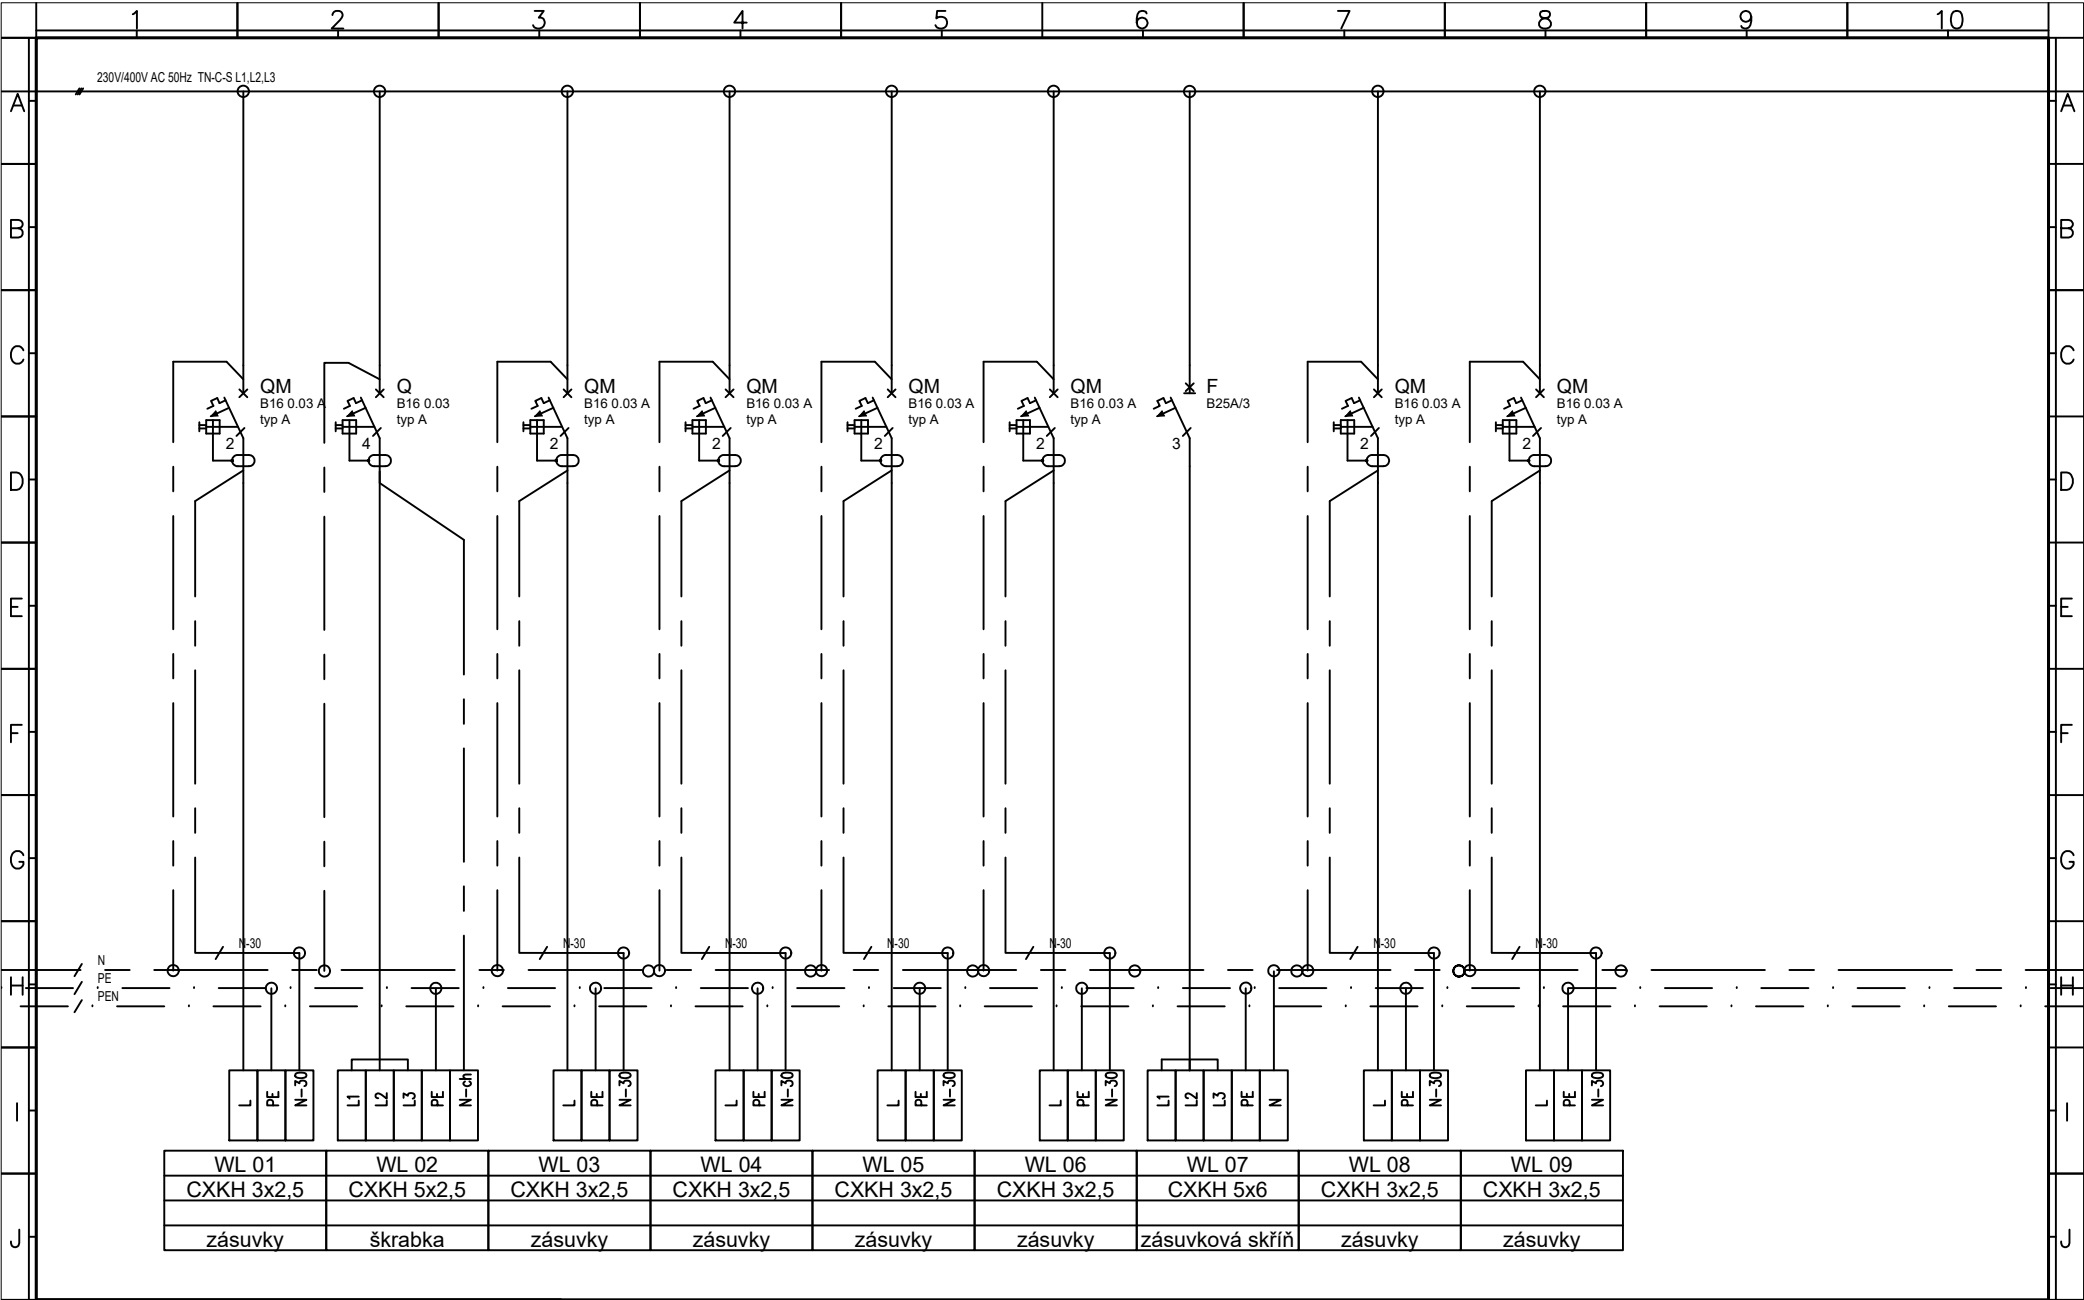 1 2 3 4 5 6 7 8 9 10
230V/400V AC 50Hz TN-C-S L1,L2,L3
A A
B B
C C
QM Q QM QM QM QM F QM QM
B16 0.03 A B16 0.03 B16 0.03 A B16 0.03 A B16 0.03 A B16 0.03 A B25A/3 B16 0.03 A B16 0.03 A
typ A typ A typ A typ A typ A typ A typ A typ A
2 4 2 2 2 2 3 2 2
D D
E E
F F
G G
N-30 N-30 N-30 N-30 N-30 N-30 N-30
N
PE
H H
PEN
L PE N-30 L1 L2 L3 PE N-ch L PE N-30 L PE N-30 L PE N-30 L PE N-30 L1 L2 L3 PE N L PE N-30 L PE N-30
I I
WL 01 WL 02 WL 03 WL 04 WL 05 WL 06 WL 07 WL 08 WL 09
CXKH 3x2,5 CXKH 5x2,5 CXKH 3x2,5 CXKH 3x2,5 CXKH 3x2,5 CXKH 3x2,5 CXKH 5x6 CXKH 3x2,5 CXKH 3x2,5
J J
zásuvky škrabka zásuvky zásuvky zásuvky zásuvky zásuvková skříň zásuvky zásuvky